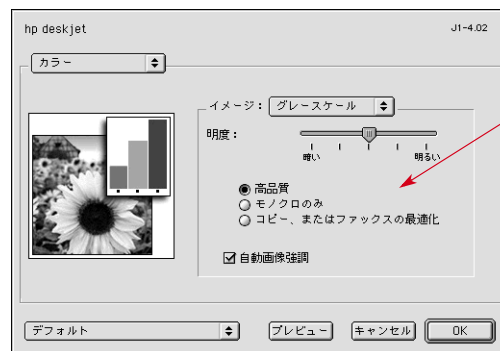 hp deskjet
J1-4.02
カラー
イメージ： グレースケール
明度：
暗い 明るい
高品質
モノクロのみ
コピー、またはファックスの最適化
自動画像強調
デフォルト
プレビュー キャンセル OK